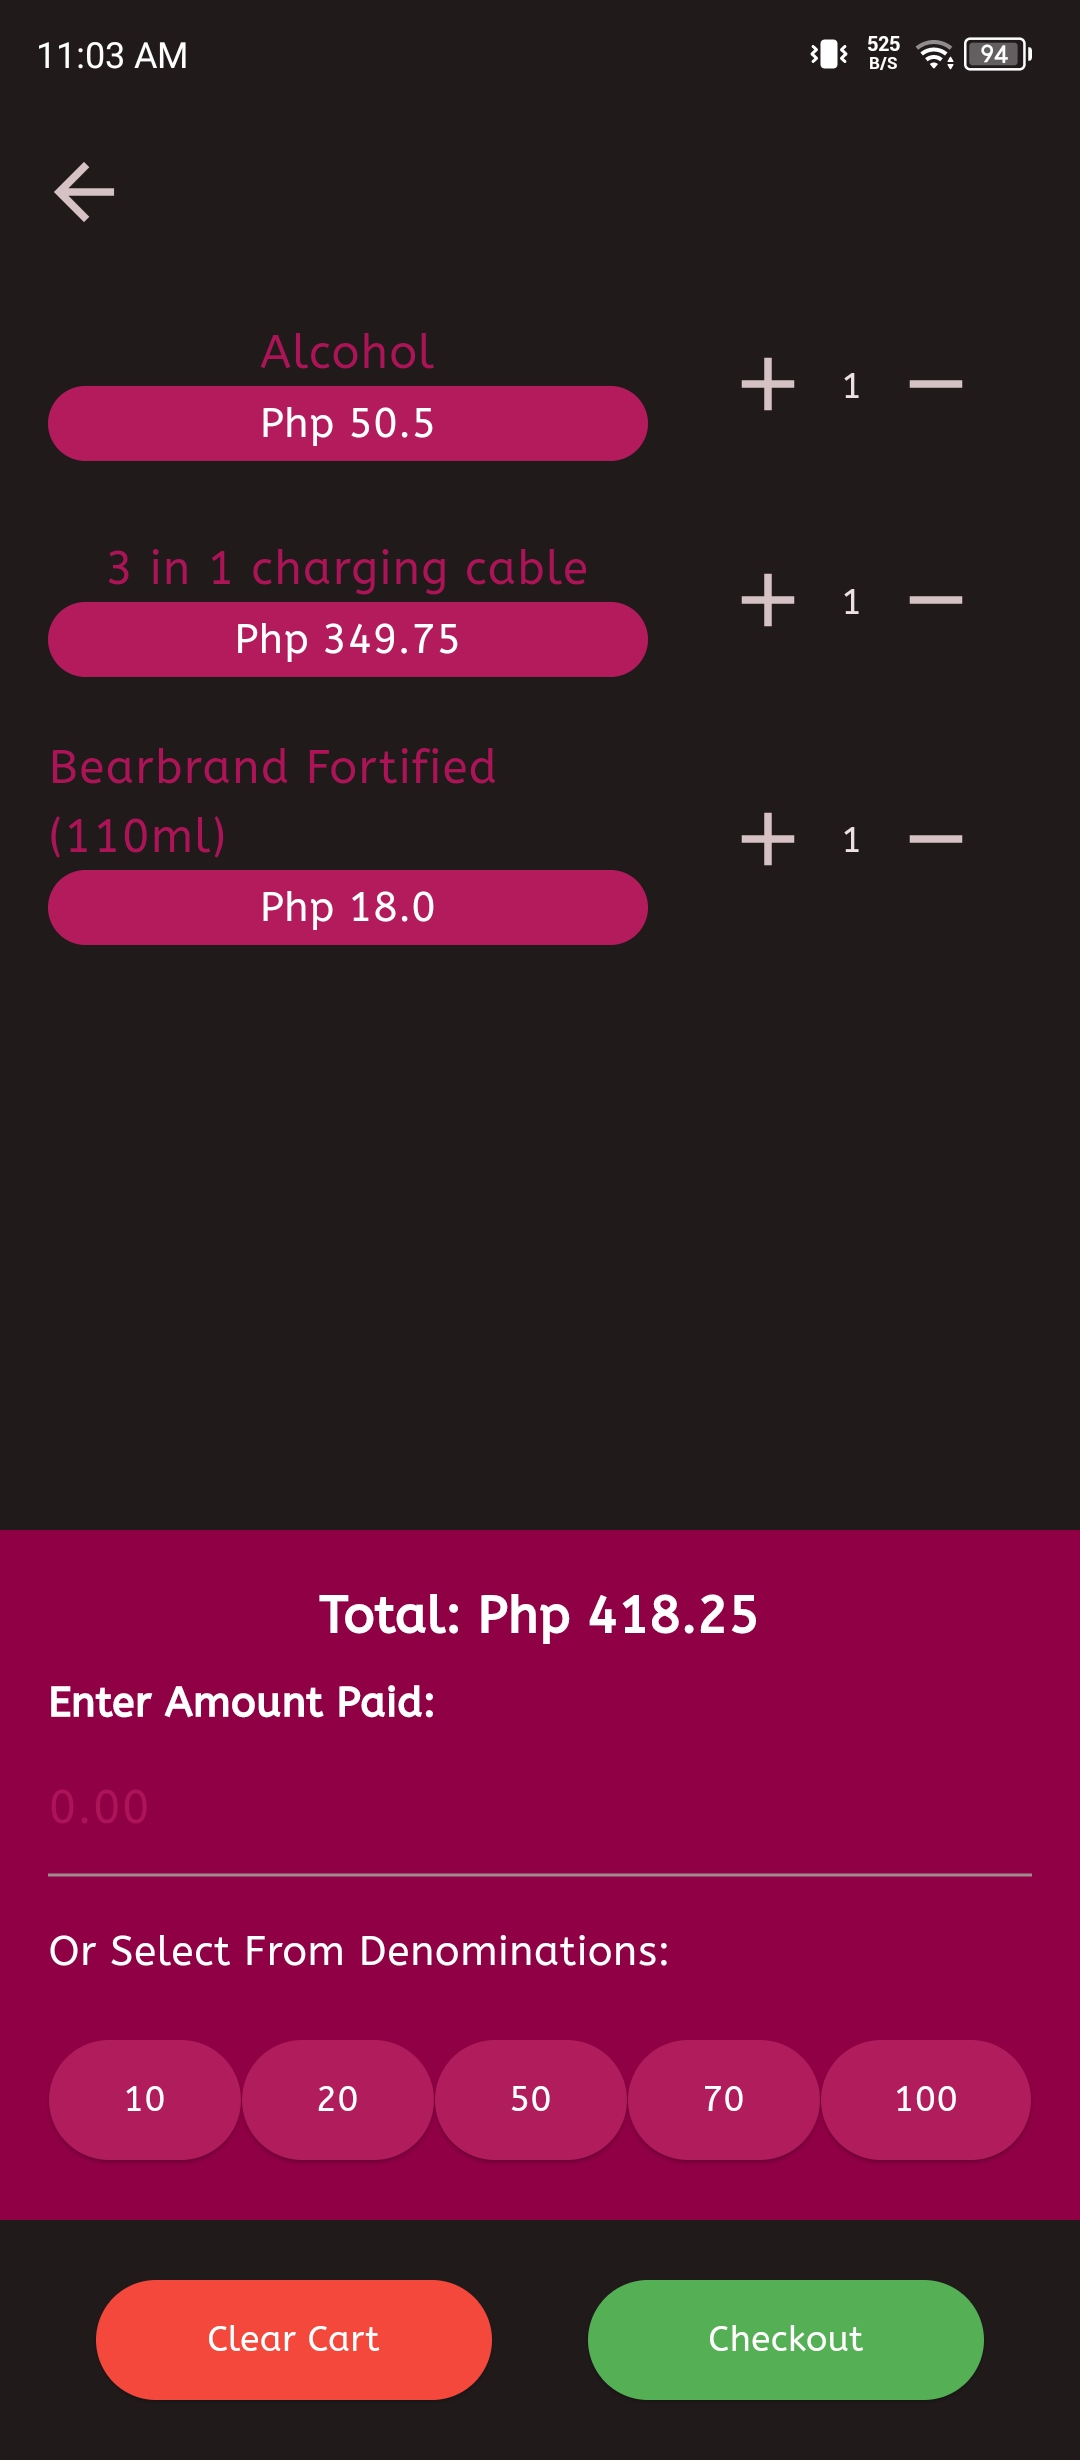 11:03 AM
525
B/S
94
Alcohol
Php 50.5
1
3 in 1 charging cable
Php 349.75
1
Bearbrand Fortified
(110ml)
Php 18.0
1
Total: Php 418.25
Enter Amount Paid:
0.00
Or Select From Denominations:
10 20 50 70 100
Clear Cart Checkout